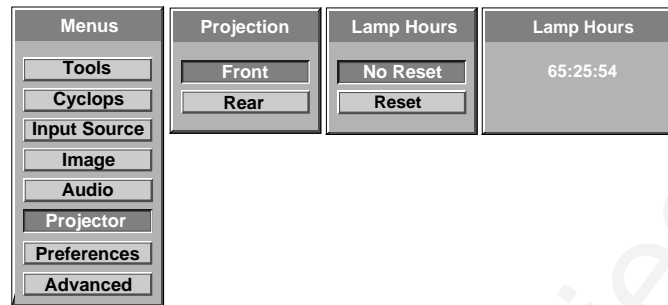 Menus
Tools
Cyclops
Input Source
Image
Audio
Projector
Preferences
Advanced
Projection
Front
Rear
Lamp Hours
No Reset
Reset
Lamp Hours
65:25:54